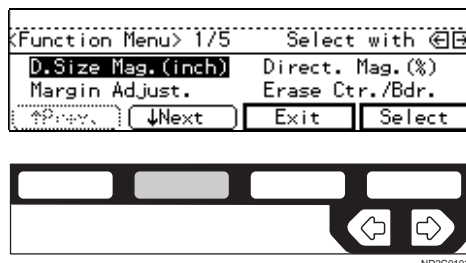 <Function Menu> 1/5 Select with
D.Size Mag.(inch) Direct. Mag.(%)
Margin Adjust. Erase Ctr./Bdr.
↑Prev. ↓Next Exit Select